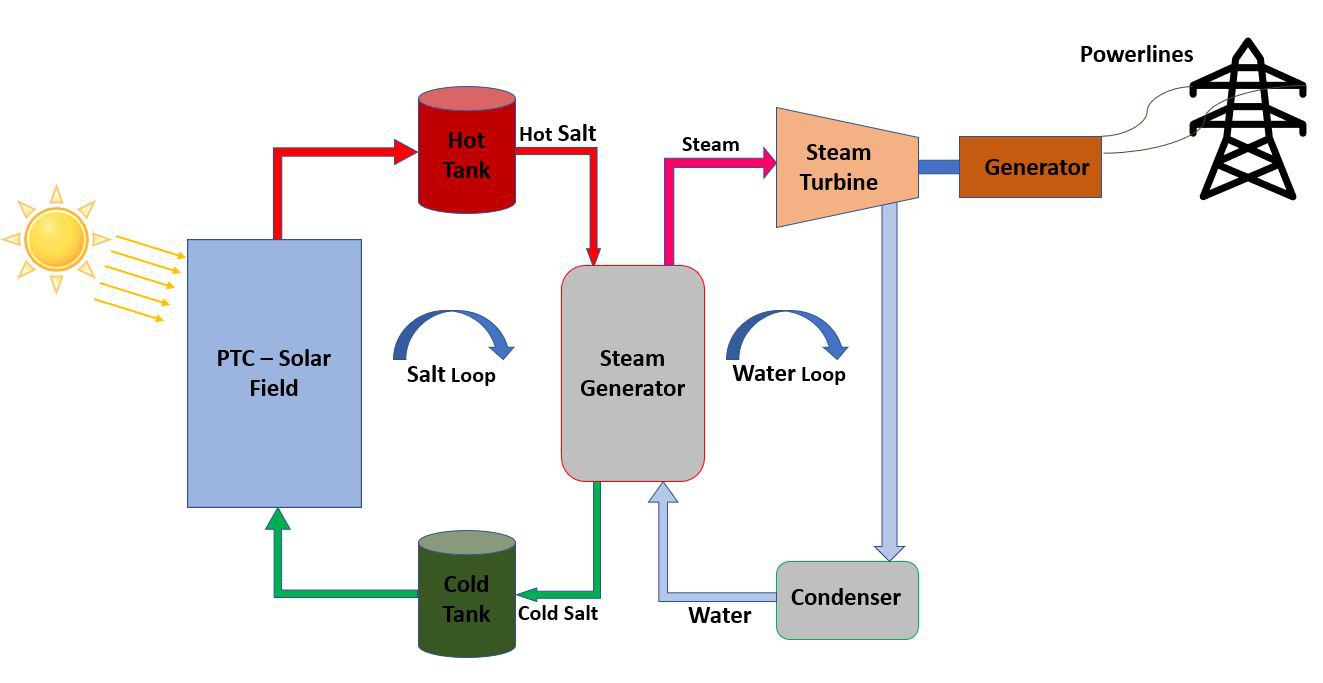 Powerlines
Hot
Tank
Hot Salt
Steam
Steam
Turbine
Generator
PTC – Solar
Field
Salt Loop
Steam
Generator
Water Loop
Cold
Tank
Cold Salt
Water
Condenser